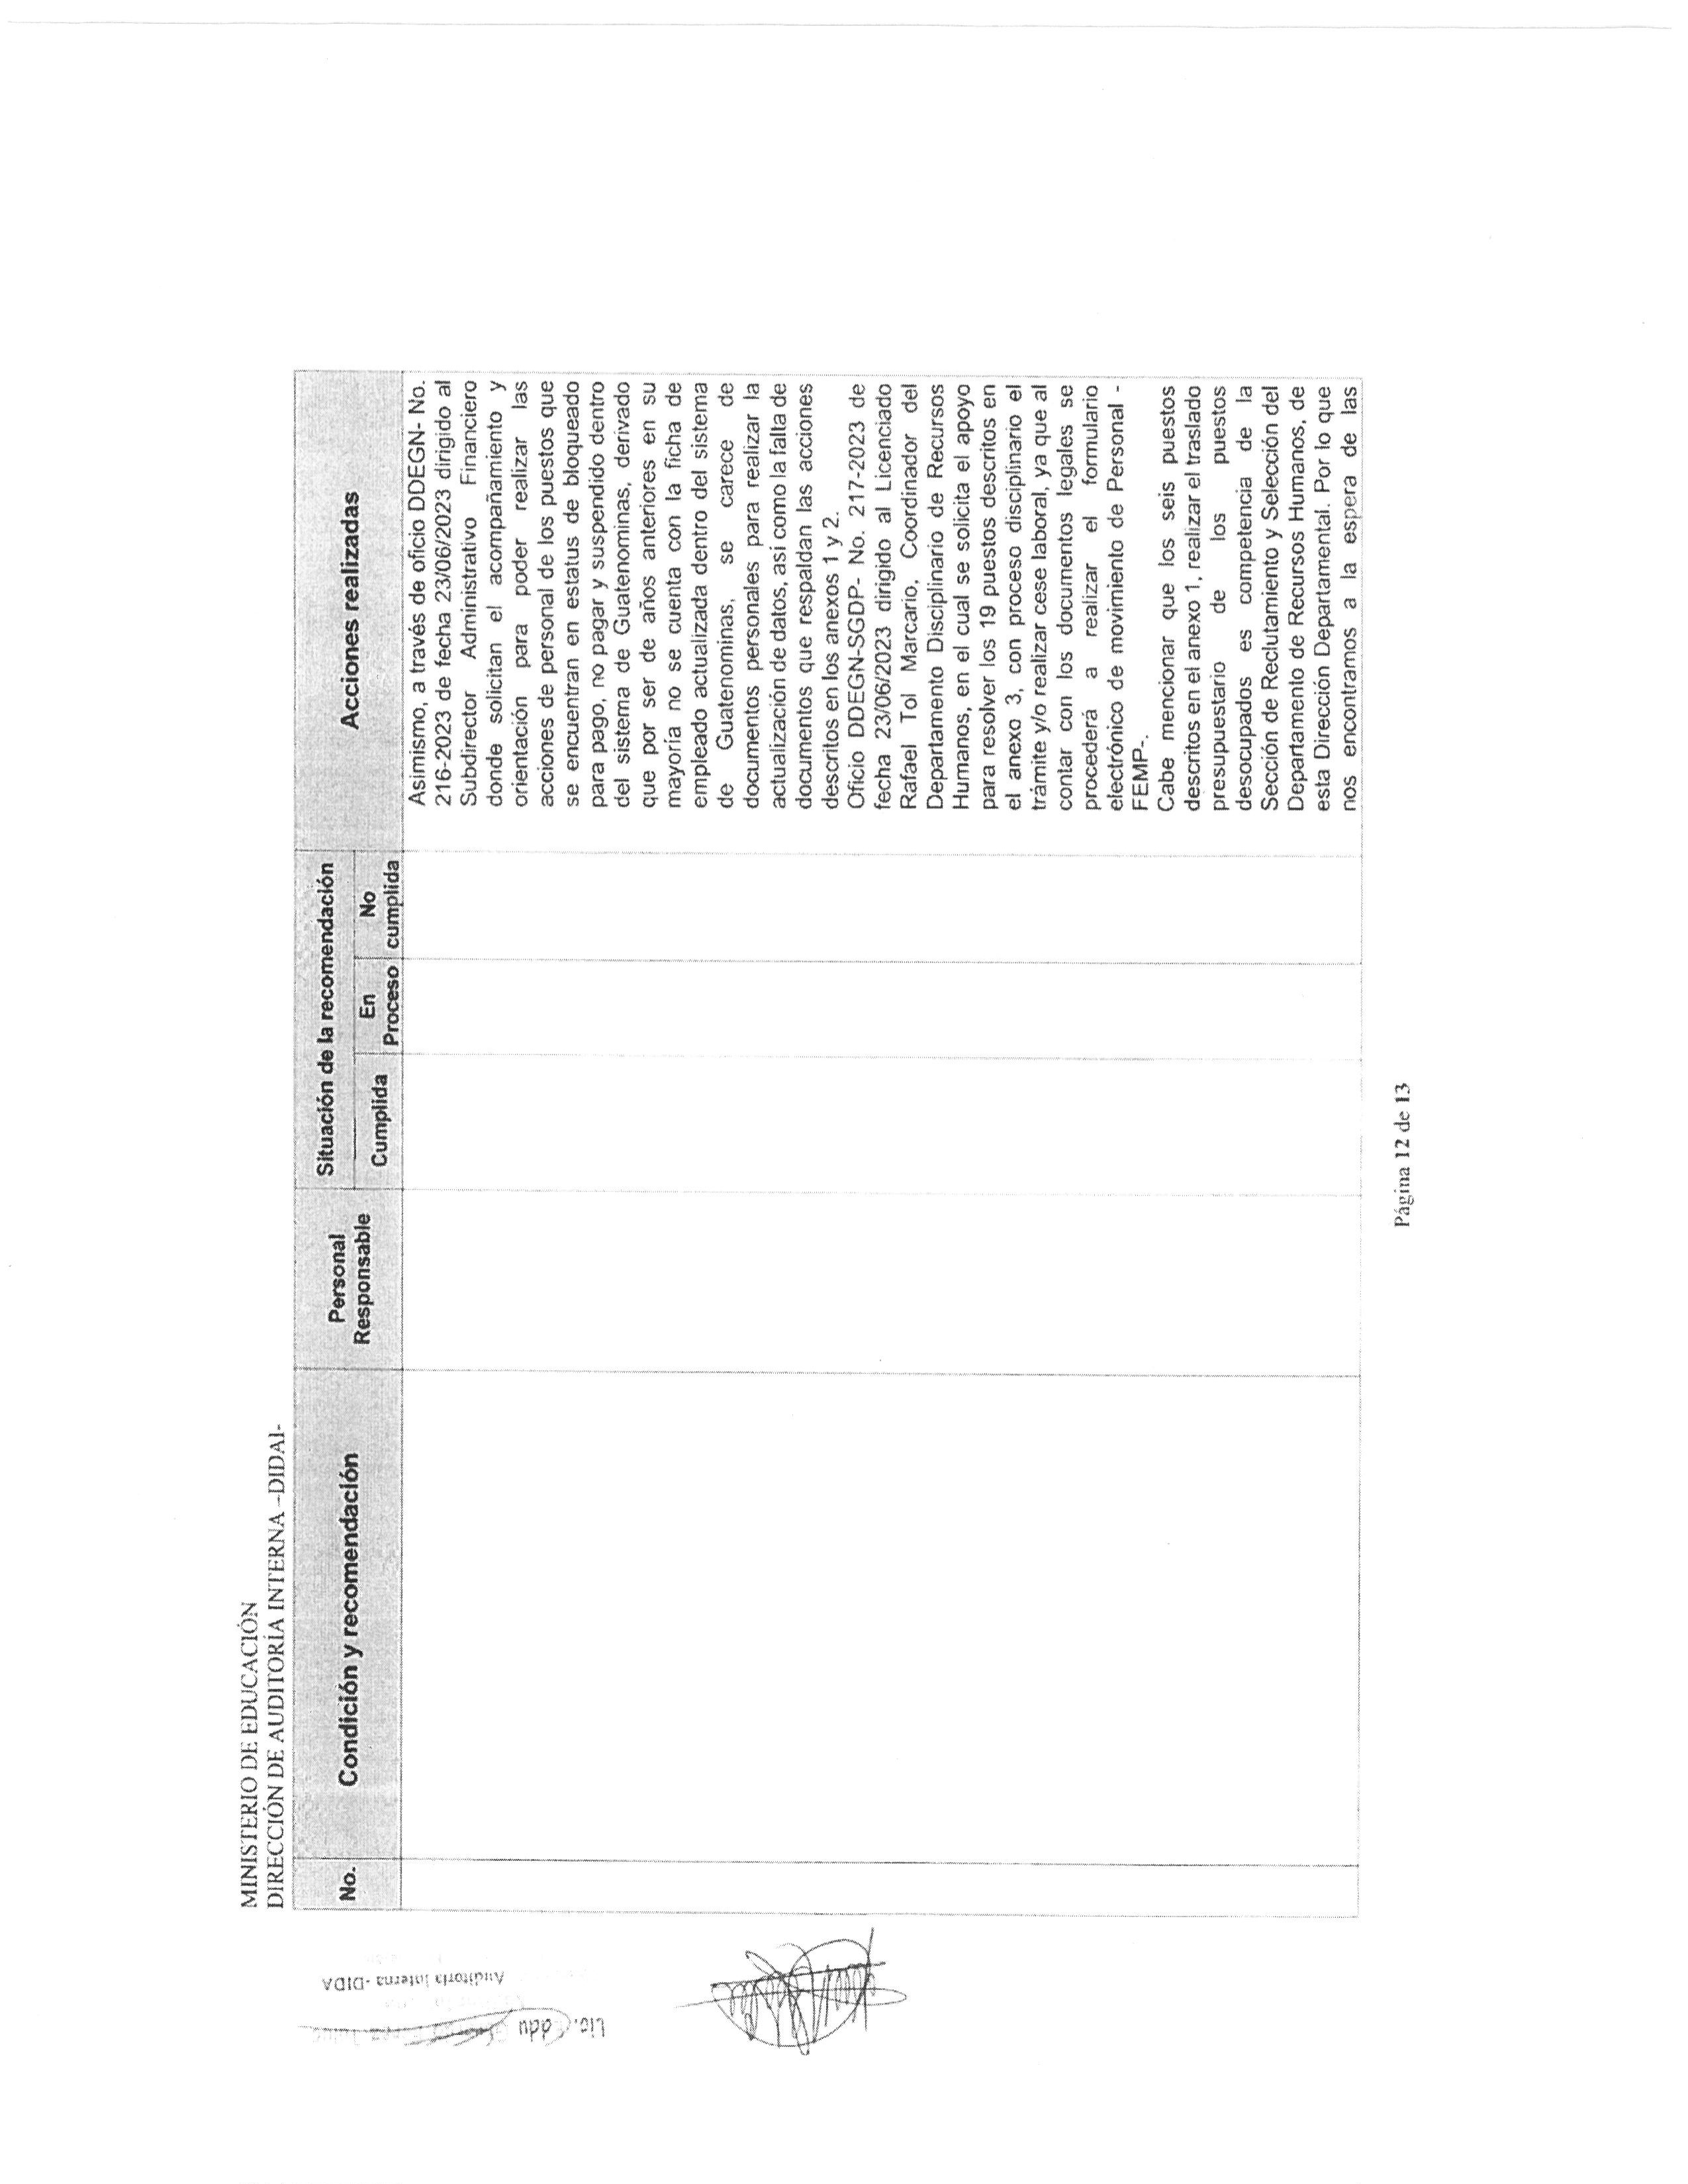 MINISTERIO DE EDUCACIÓN
DIRECCIÓN DE AUDITORÍA INTERNA –DIDAI-
No.
Condición y recomendación
Personal
Responsable
Situación de la recomendación
Cumplida
En
Proceso
No
cumplida
Acciones realizadas
Asimismo, a través de oficio DDEGN- No.
216-2023 de fecha 23/06/2023 dirigido al
Subdirector Administrativo Financiero
donde solicitan el acompañamiento y
orientación para poder realizar las
acciones de personal de los puestos que
se encuentran en estatus de bloqueado
para pago, no pagar y suspendido dentro
del sistema de Guatenominas, derivado
que por ser de años anteriores en su
mayoría no se cuenta con la ficha de
empleado actualizada dentro del sistema
de Guatenominas, se carece de
documentos personales para realizar la
actualización de datos, así como la falta de
documentos que respaldan las acciones
descritos en los anexos 1 y 2.
Oficio DDEGN-SGDP- No. 217-2023 de
fecha 23/06/2023 dirigido al Licenciado
Rafael Tol Marcario, Coordinador del
Departamento Disciplinario de Recursos
Humanos, en el cual se solicita el apoyo
para resolver los 19 puestos descritos en
el anexo 3, con proceso disciplinario el
trámite y/o realizar cese laboral, ya que al
contar con los documentos legales se
procederá a realizar el formulario
electrónico de movimiento de Personal -
FEMP-.
Cabe mencionar que los seis puestos
descritos en el anexo 1, realizar el traslado
presupuestario de los puestos
desocupados es competencia de la
Sección de Reclutamiento y Selección del
Departamento de Recursos Humanos, de
esta Dirección Departamental. Por lo que
nos encontramos a la espera de las
Página 12 de 13
Lic. Eddu
Auditoría Interna -DIDA